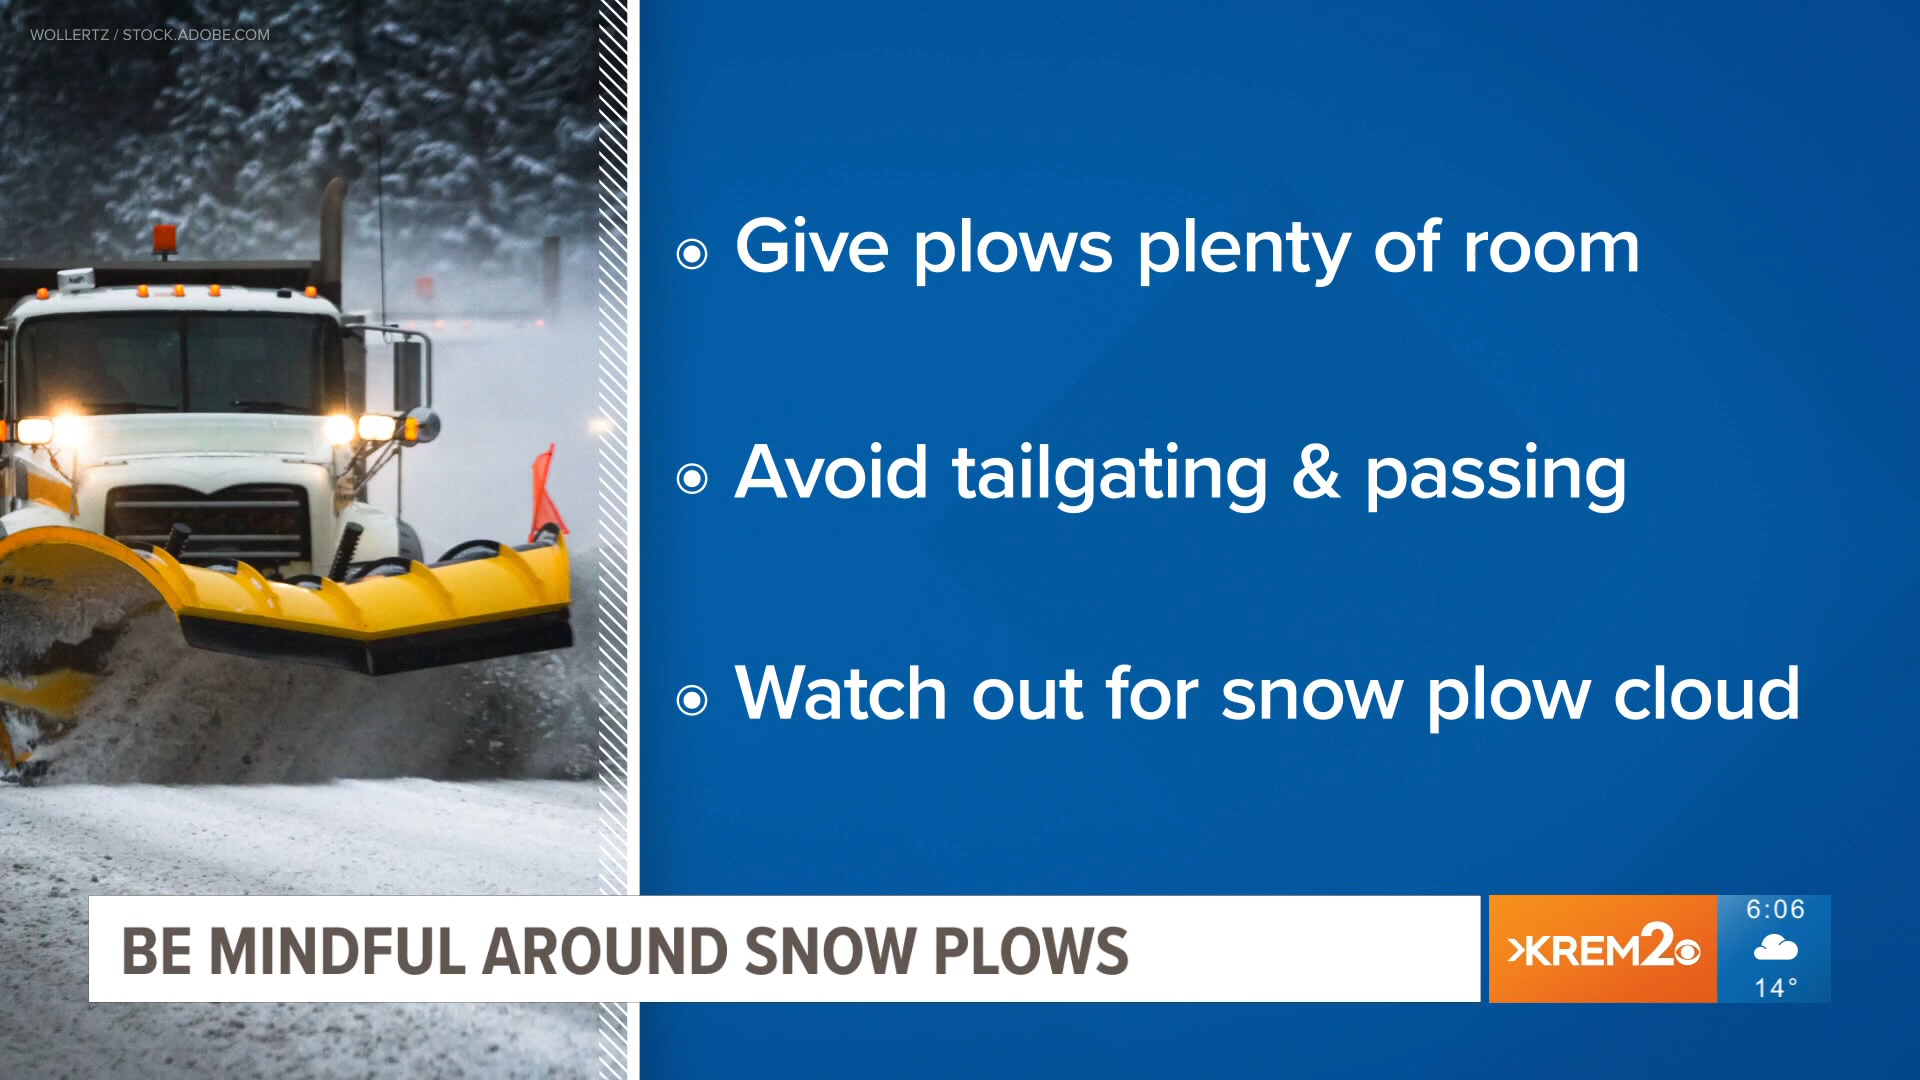 WOLLERTZ / STOCK.ADOBE.COM
Give plows plenty of room
Avoid tailgating & passing
Watch out for snow plow cloud
BE MINDFUL AROUND SNOW PLOWS
KREM2
6:06
14°